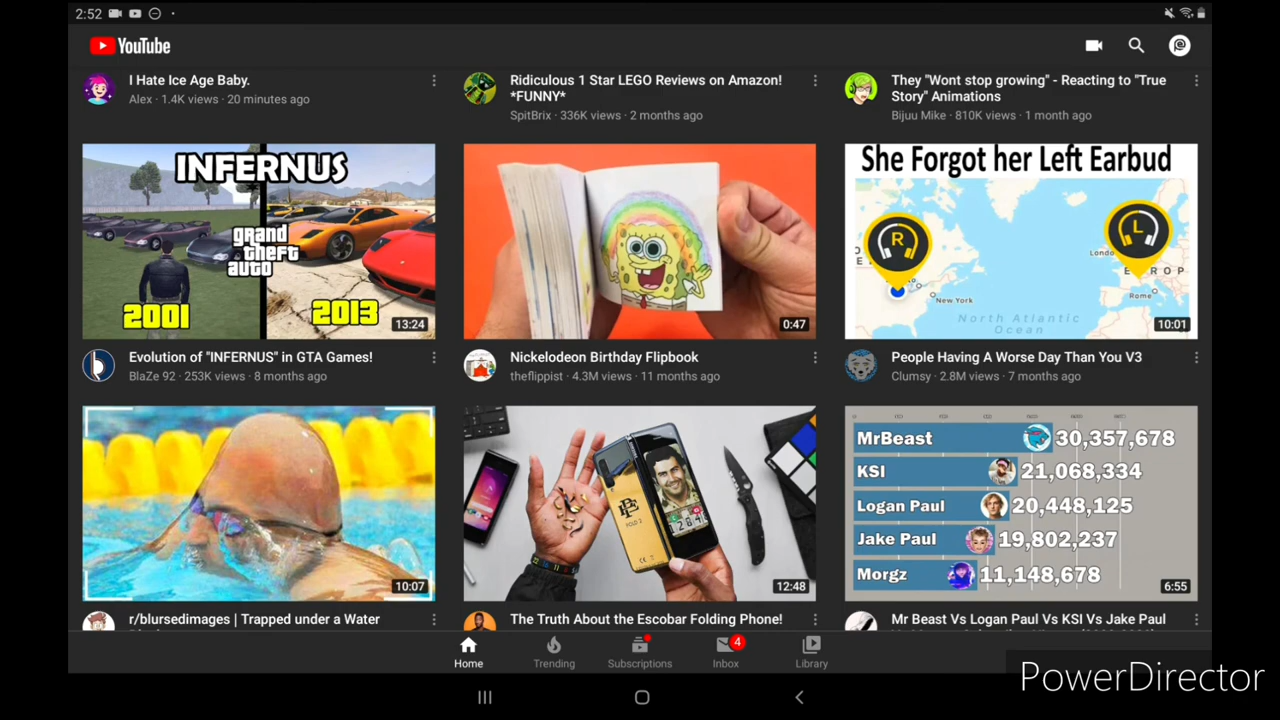 2:52
YouTube
I Hate Ice Age Baby.
Alex · 1.4K views · 20 minutes ago
Ridiculous 1 Star LEGO Reviews on Amazon!
*FUNNY*
SpitBrix · 336K views · 2 months ago
They "Wont stop growing" - Reacting to "True
Story" Animations
Bijuu Mike · 810K views · 1 month ago
INFERNUS
grand
theft
auto
2001
2013
13:24
Evolution of "INFERNUS" in GTA Games!
BlaZe 92 · 253K views · 8 months ago
0:47
Nickelodeon Birthday Flipbook
theflippist · 4.3M views · 11 months ago
She Forgot her Left Earbud
R
L
London
EUROP
New York
Rome
North Atlantic
Ocean
10:01
People Having A Worse Day Than You V3
Clumsy · 2.8M views · 7 months ago
10:07
r/blursedimages | Trapped under a Water
FOLD 2
12:48
The Truth About the Escobar Folding Phone!
MrBeast 30,357,678
KSI 21,068,334
Logan Paul 20,448,125
Jake Paul 19,802,237
Morgz 11,148,678
6:55
Mr Beast Vs Logan Paul Vs KSI Vs Jake Paul
Home
Trending
Subscriptions
4
Inbox
Library
PowerDirector